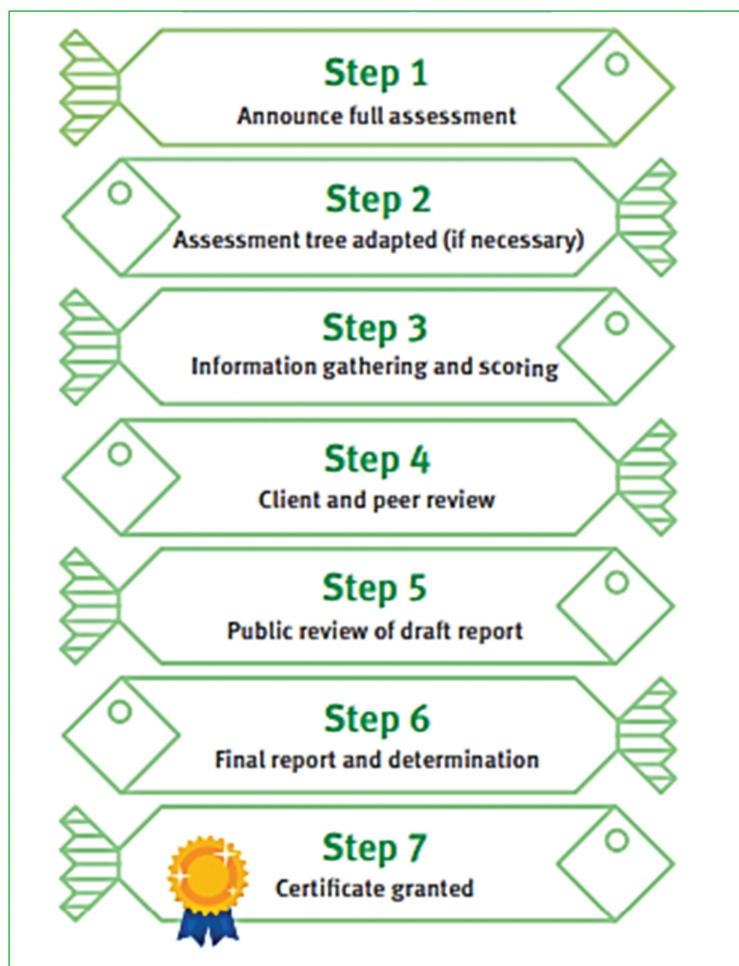 Step 1
Announce full assessment
Step 2
Assessment tree adapted (if necessary)
Step 3
Information gathering and scoring
Step 4
Client and peer review
Step 5
Public review of draft report
Step 6
Final report and determination
Step 7
Certificate granted